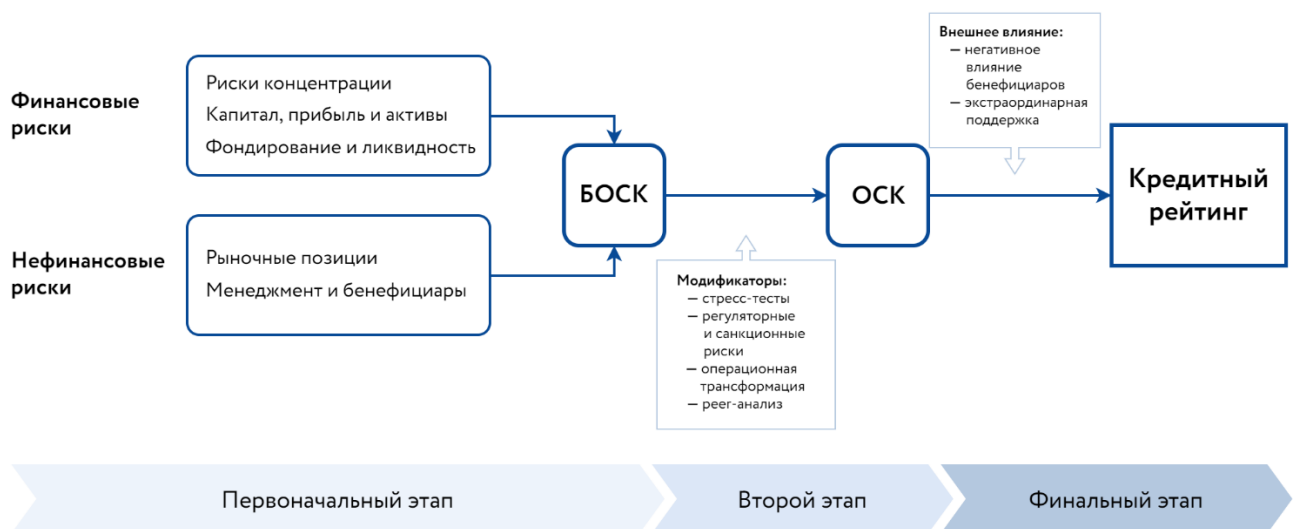 Финансовые
риски
Риски концентрации
Капитал, прибыль и активы
Фондирование и ликвидность
Нефинансовые
риски
Рыночные позиции
Менеджмент и бенефициары
БОСК
Модификаторы:
— стресс-тесты
— регуляторные
и санкционные
риски
— операционная
трансформация
— peer-анализ
ОСК
Внешнее влияние:
— негативное
влияние
бенефициаров
— экстраординарная
поддержка
Кредитный
рейтинг
Первоначальный этап
Второй этап
Финальный этап